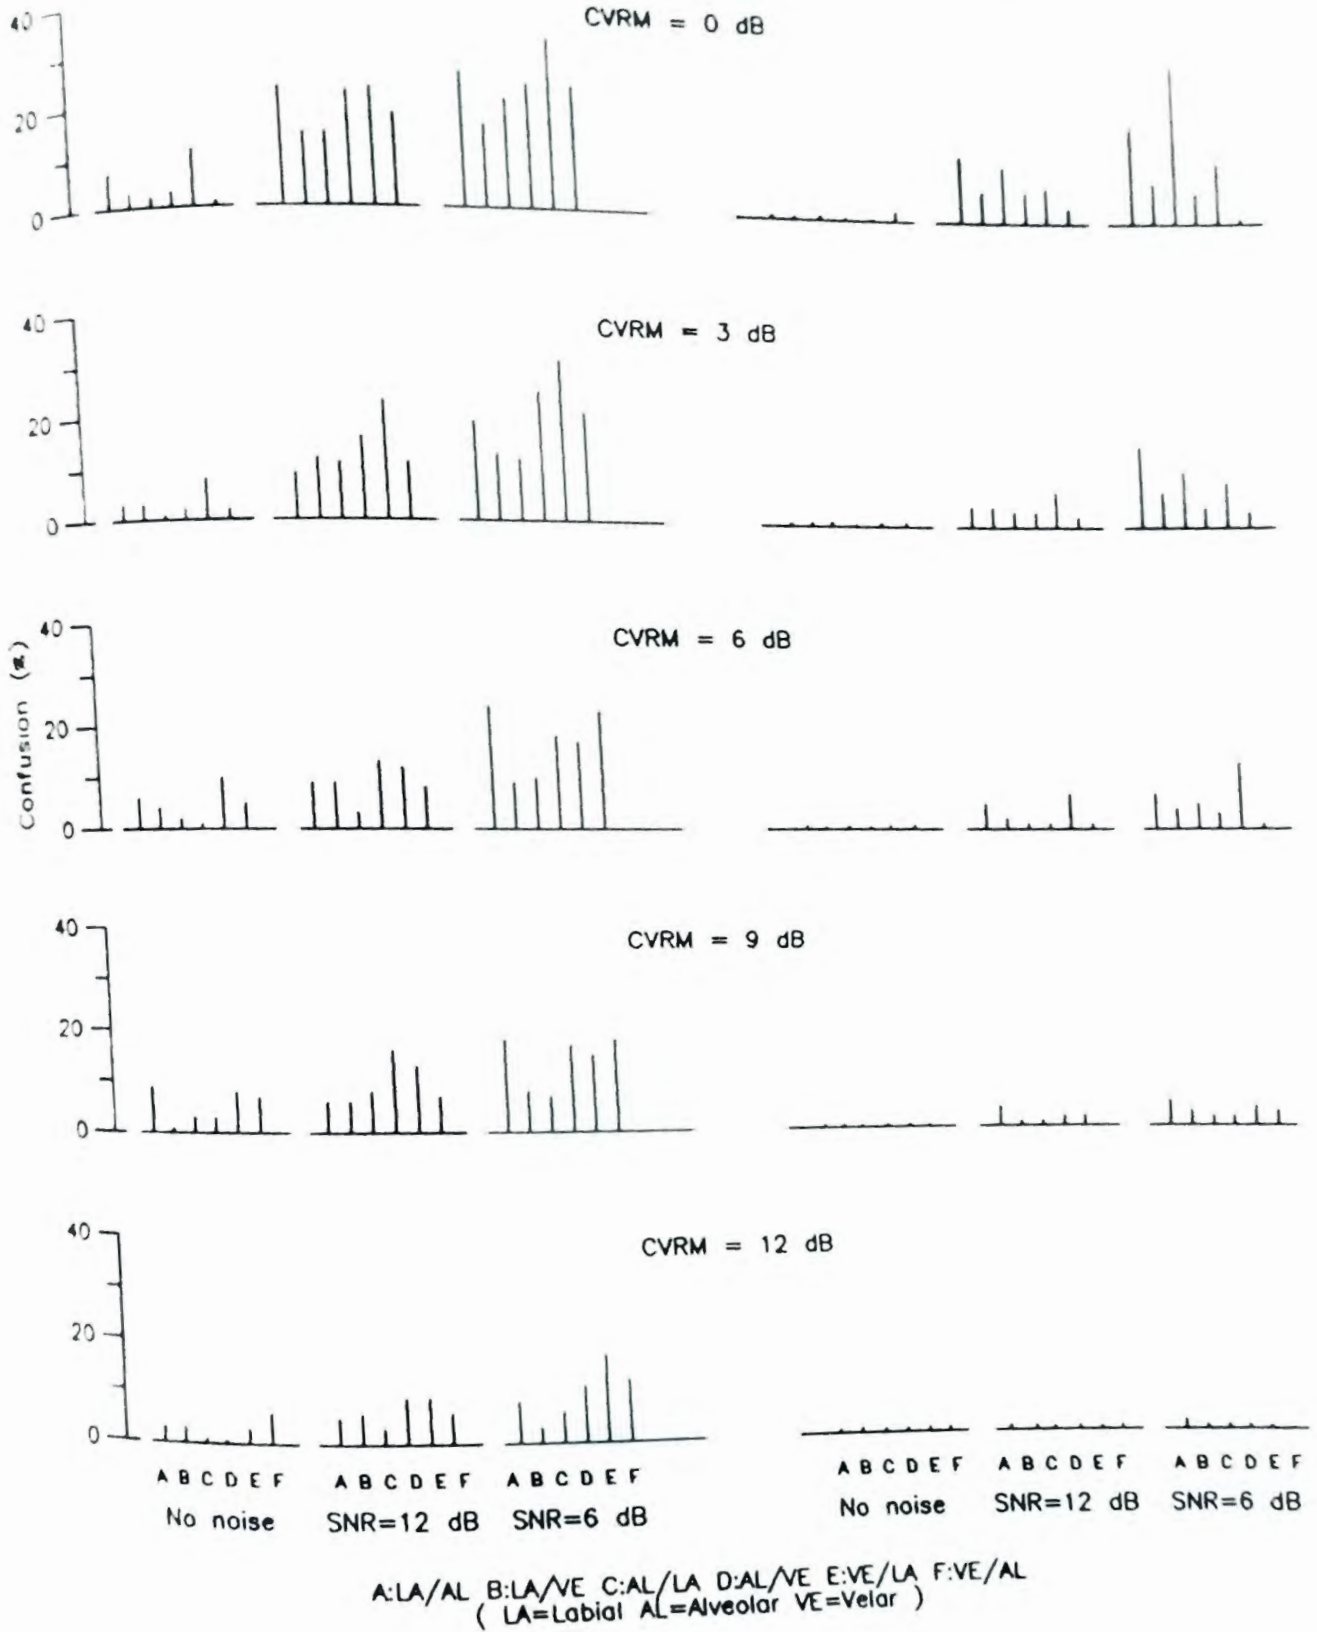 CVRM = 0 dB
40
20
0
CVRM = 3 dB
40
20
0
CVRM = 6 dB
40
20
0
Confusion (%)
CVRM = 9 dB
40
20
0
CVRM = 12 dB
40
20
0
A B C D E F A B C D E F A B C D E F A B C D E F A B C D E F A B C D E F
No noise SNR=12 dB SNR=6 dB No noise SNR=12 dB SNR=6 dB
A:LA/AL B:LA/VE C:AL/LA D:AL/VE E:VE/LA F:VE/AL
( LA=Labial AL=Alveolar VE=Velar )